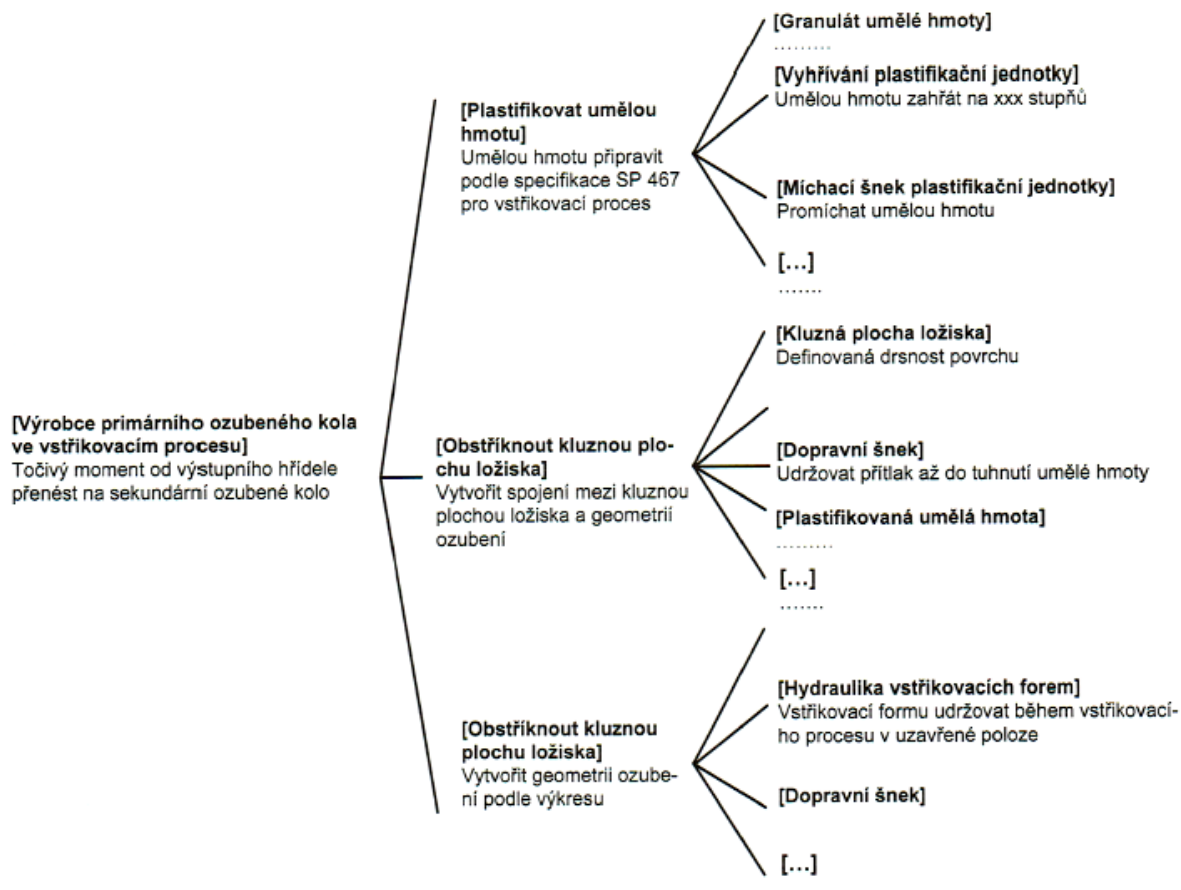 [Granulát umělé hmoty]
.........
[Vyhřívání plastifikační jednotky]
Umělou hmotu zahřát na xxx stupňů
[Plastifikovat umělou
hmotu]
Umělou hmotu připravit
podle specifikace SP 467
pro vstřikovací proces
[Míchací šnek plastifikační jednotky]
Promíchat umělou hmotu
[...]
.......
[Kluzná plocha ložiska]
Definovaná drsnost povrchu
[Výrobce primárního ozubeného kola
ve vstřikovacím procesu]
Točivý moment od výstupního hřídele
přenést na sekundární ozubené kolo
[Obstříknout kluznou plo-
chu ložiska]
Vytvořit spojení mezi kluznou
plochou ložiska a geometrií
ozubení
[Dopravní šnek]
Udržovat přítlak až do tuhnutí umělé hmoty
[Plastifikovaná umělá hmota]
.........
[...]
.......
[Hydraulika vstřikovacích forem]
Vstřikovací formu udržovat během vstřikovací-
ho procesu v uzavřené poloze
[Obstříknout kluznou
plochu ložiska]
Vytvořit geometrii ozube-
ní podle výkresu
[Dopravní šnek]
[...]